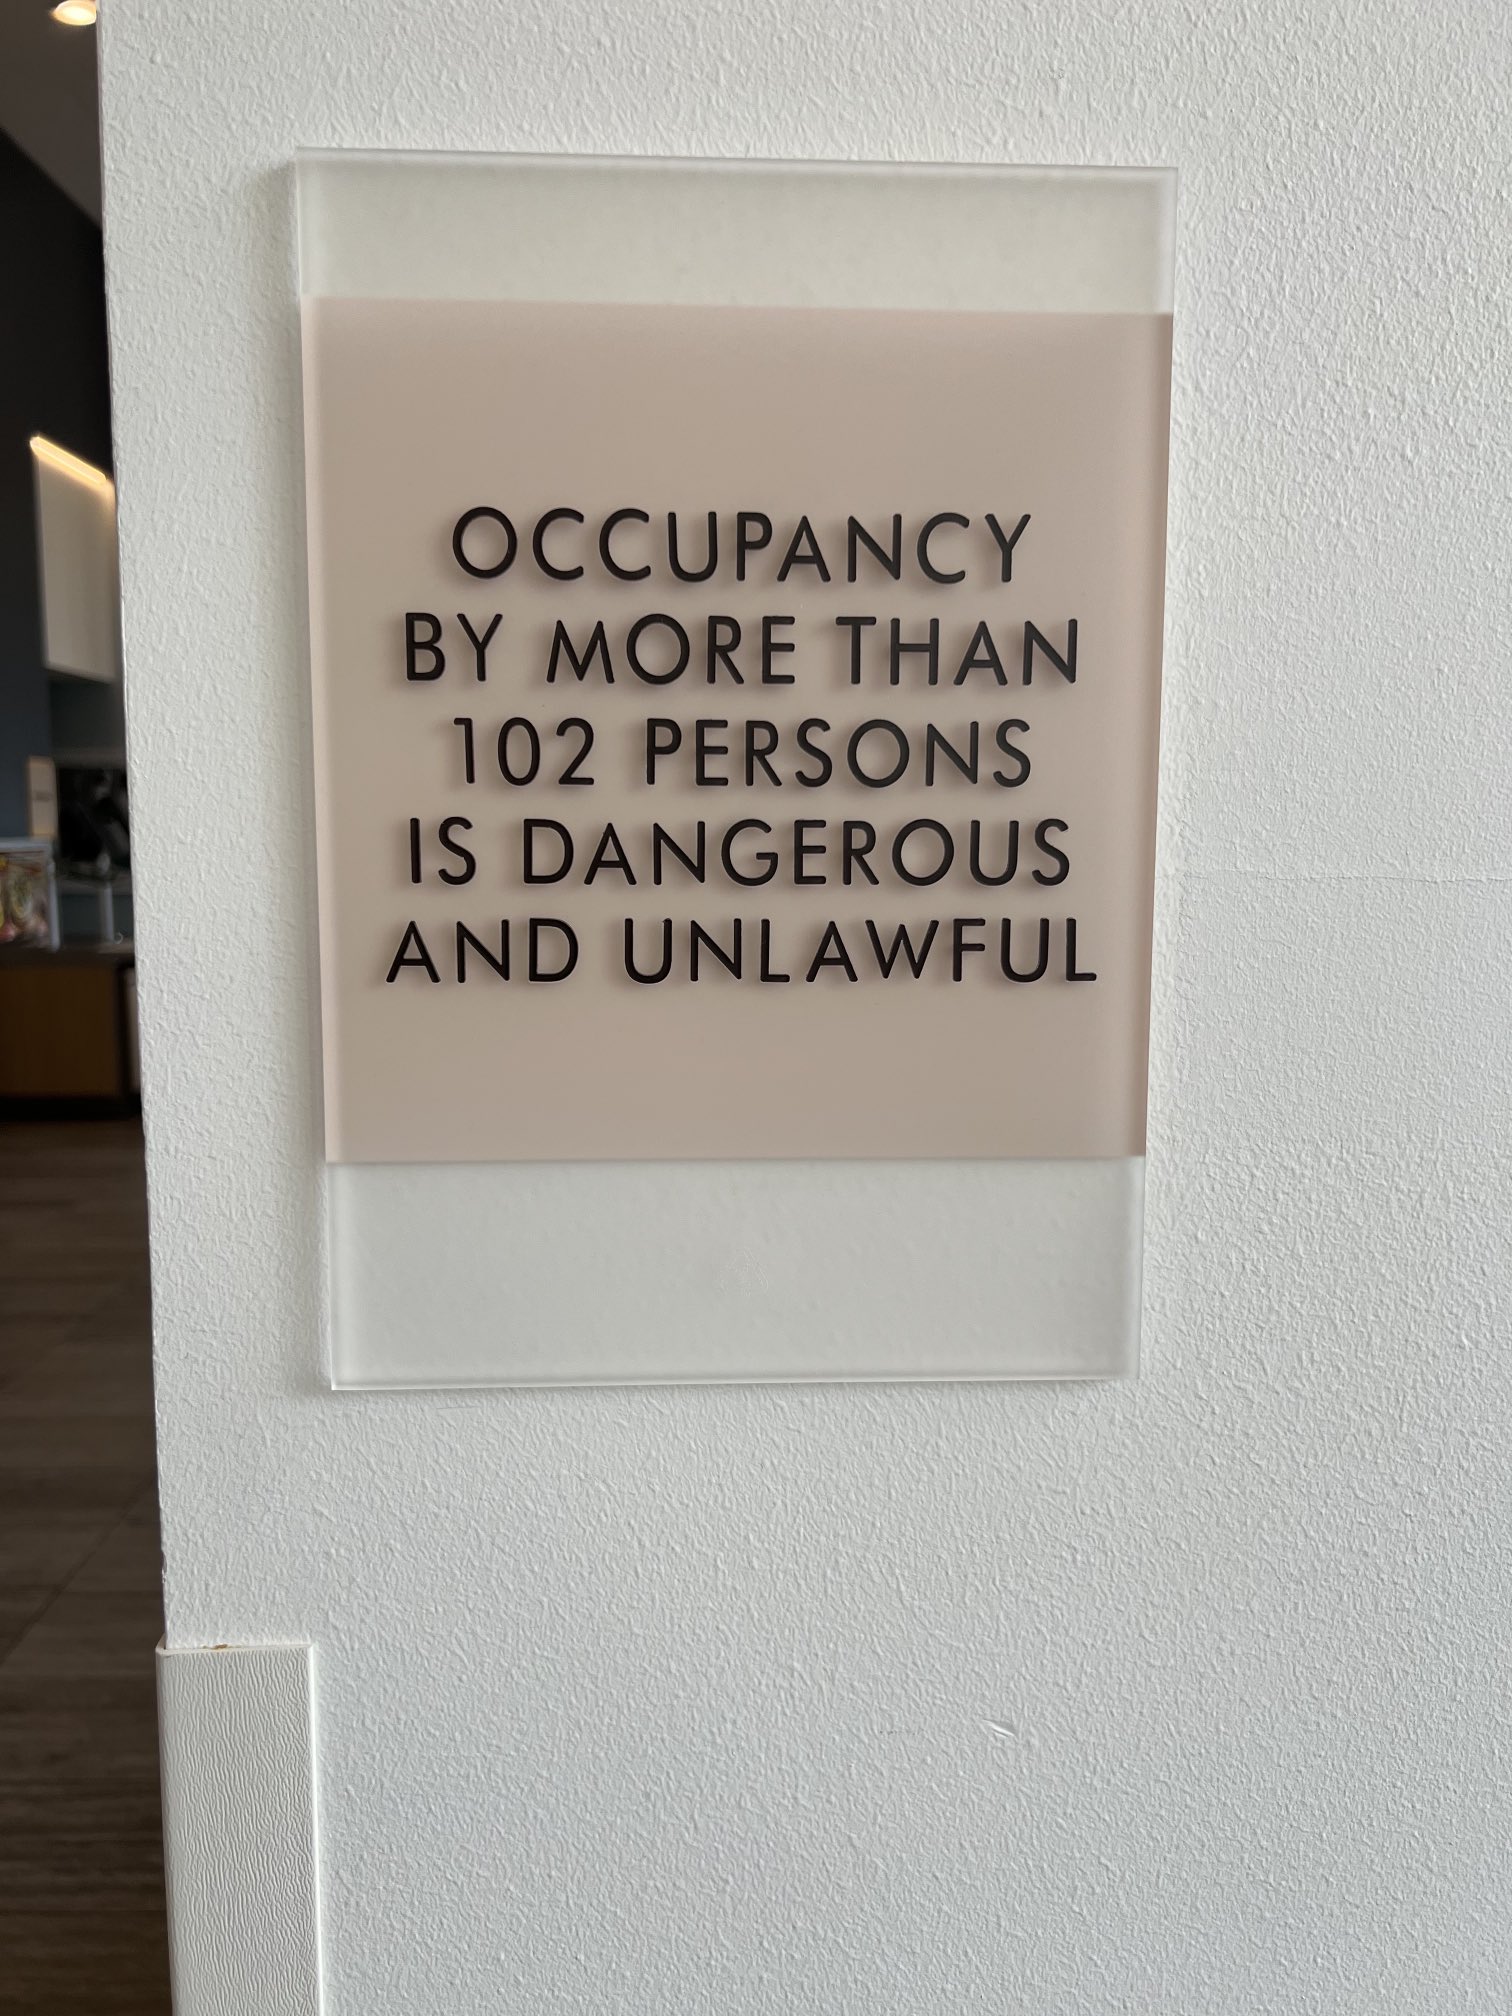 OCCUPANCY
BY MORE THAN
102 PERSONS
IS DANGEROUS
AND UNLAWFUL